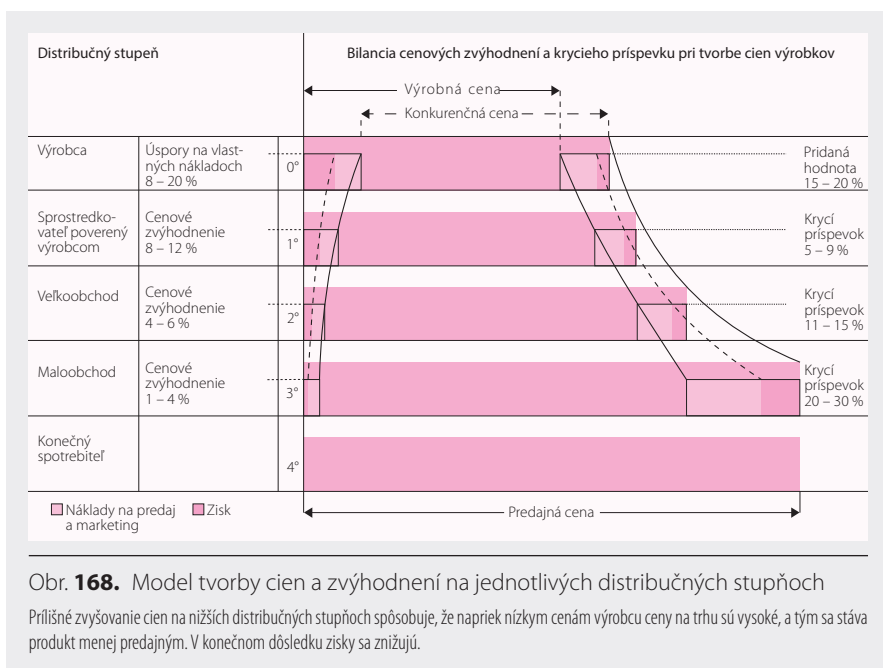 Distribučný stupeň
Bilancia cenových zvýhodnení a krycieho príspevku pri tvorbe cien výrobkov
Výrobná cena
Konkurenčná cena
Výrobca
Úspory na vlast-
ných nákladoch
8 – 20 %
0°
Pridaná
hodnota
15 – 20 %
Sprostredko-
vateľ poverený
výrobcom
Cenové
zvýhodnenie
8 – 12 %
1°
Krycí
príspevok
5 – 9 %
Veľkoobchod
Cenové
zvýhodnenie
4 – 6 %
2°
Krycí
príspevok
11 – 15 %
Maloobchod
Cenové
zvýhodnenie
1 – 4 %
3°
Krycí
príspevok
20 – 30 %
Konečný
spotrebiteľ
4°
Náklady na predaj
a marketing
Zisk
Predajná cena
Obr. 168. Model tvorby cien a zvýhodnení na jednotlivých distribučných stupňoch
Prílišné zvyšovanie cien na nižších distribučných stupňoch spôsobuje, že napriek nízkym cenám výrobcu ceny na trhu sú vysoké, a tým sa stáva
produkt menej predajným. V konečnom dôsledku zisky sa znižujú.